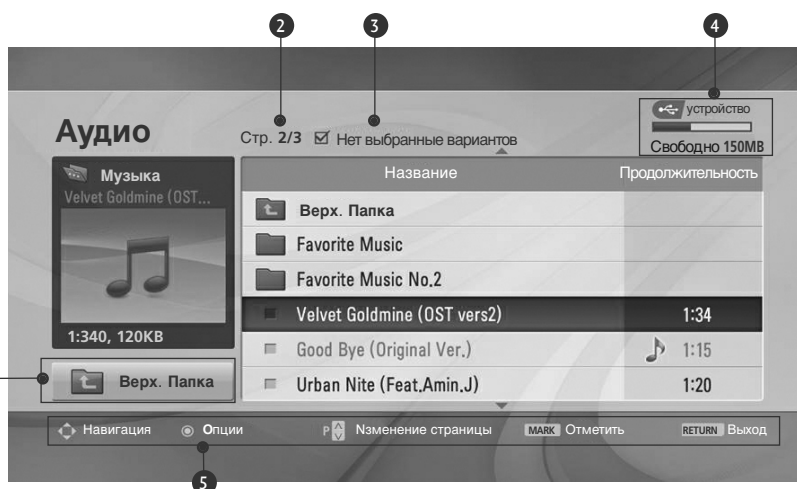 2
3
4
устройство
Свободно 150MB
Аудио
Стр. 2/3 Нет выбранные вариантов
Музыка
Velvet Goldmine (OST...
1:340, 120KB
Верх. Папка
Название Продолжительность
Верх. Папка
Favorite Music
Favorite Music No.2
Velvet Goldmine (OST vers2) 1:34
Good Bye (Original Ver.) 1:15
Urban Nite (Feat.Amin.J) 1:20
Навигация Опции P Nзменение страницы MARK Отметить RETURN Выход
5